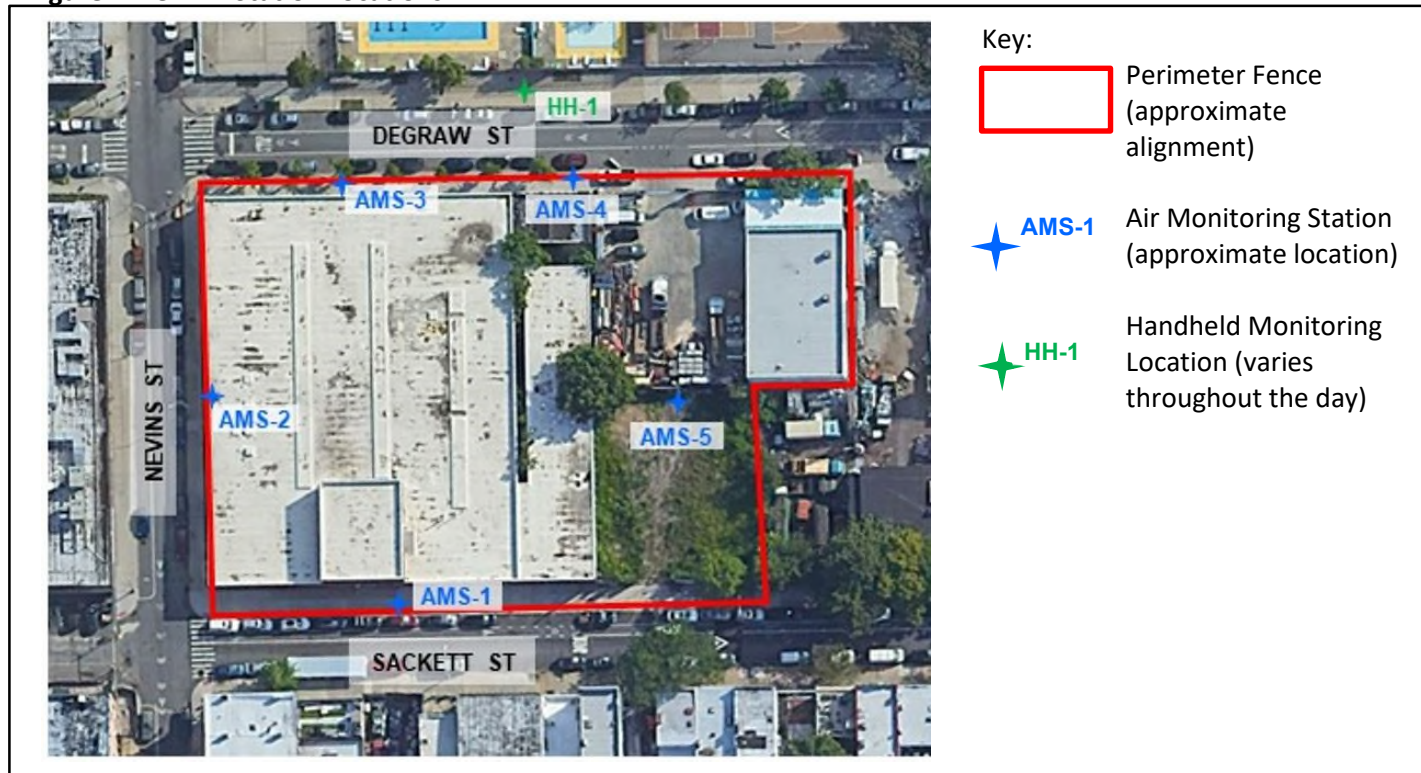 Key:
Perimeter Fence
(approximate
alignment)
AMS-1
Air Monitoring Station
(approximate location)
HH-1
Handheld Monitoring
Location (varies
throughout the day)
HH-1
DEGRAW ST
AMS-3
AMS-4
NEVINS ST
AMS-2
AMS-5
AMS-1
SACKETT ST